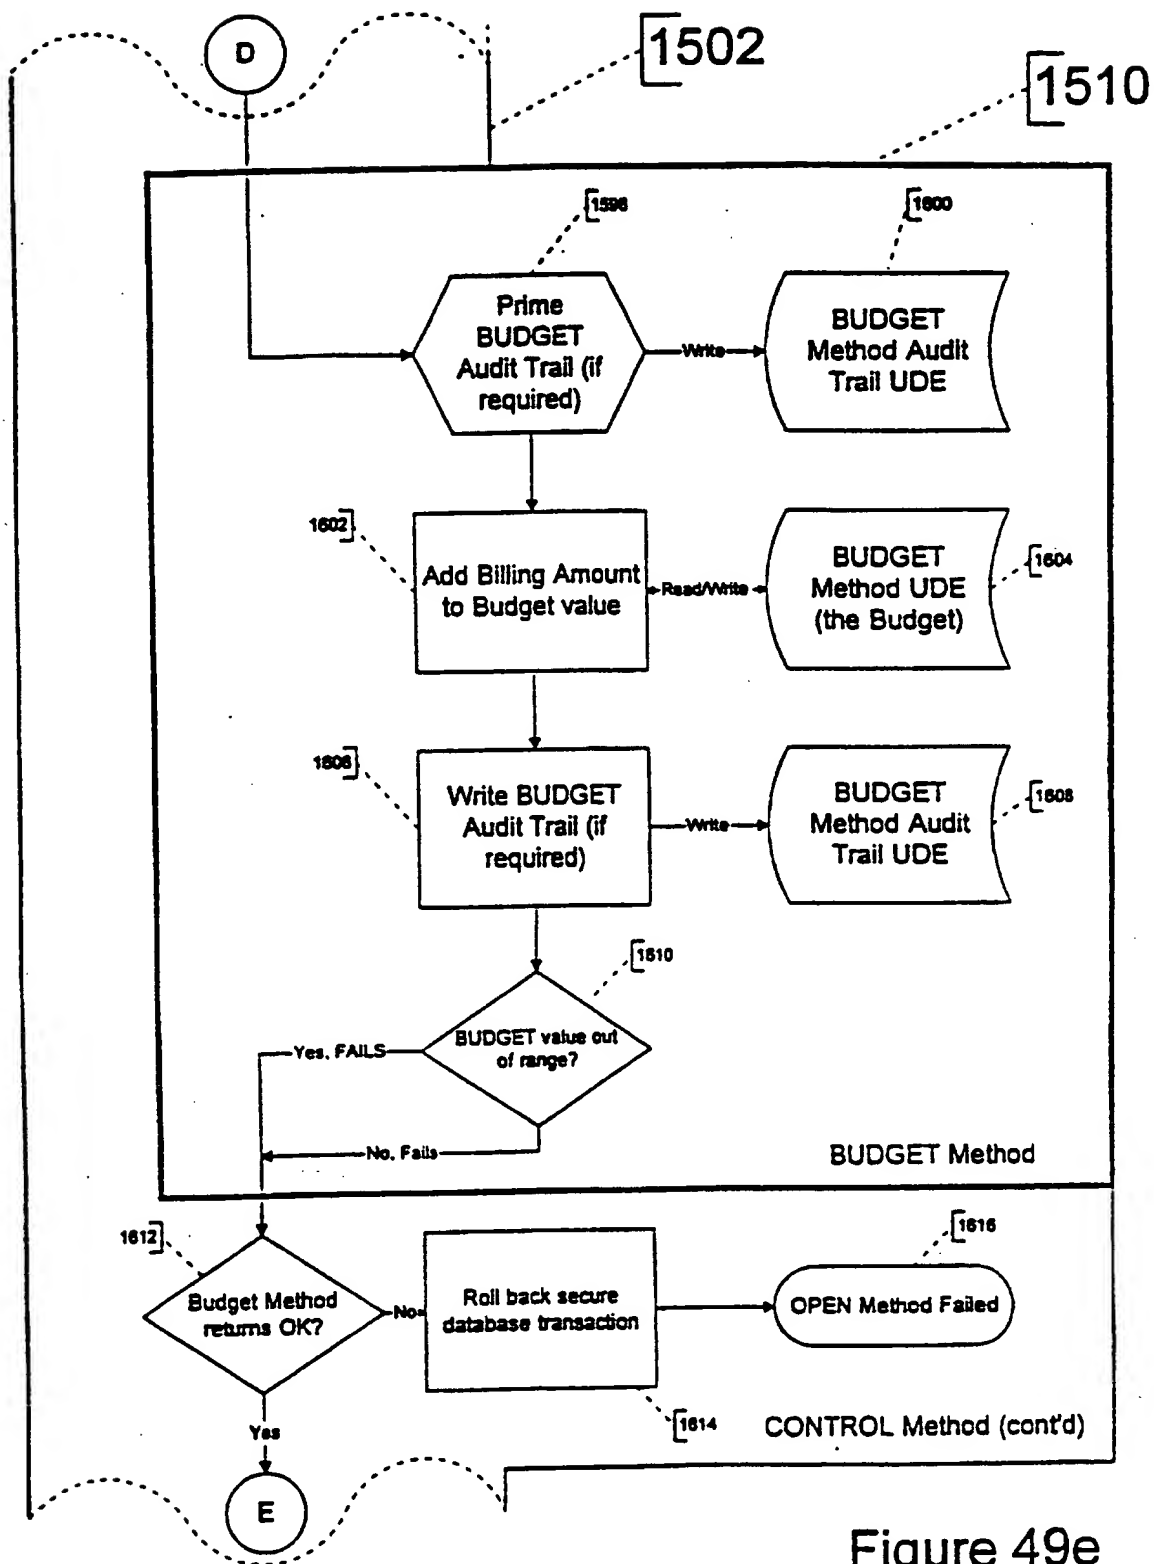 D
1502
1510
1598
1600
Prime
BUDGET
Audit Trail (if
required)
Write
BUDGET
Method Audit
Trail UDE
1602
Add Billing Amount
to Budget value
Read/Write
BUDGET
Method UDE
(the Budget)
1604
1606
Write BUDGET
Audit Trail (if
required)
Write
BUDGET
Method Audit
Trail UDE
1608
1610
BUDGET value out
of range?
Yes, FAILS
No, Fails
BUDGET Method
1612
Budget Method
returns OK?
No
Roll back secure
database transaction
1616
OPEN Method Failed
1614
Yes
CONTROL Method (cont'd)
E
Figure 49e